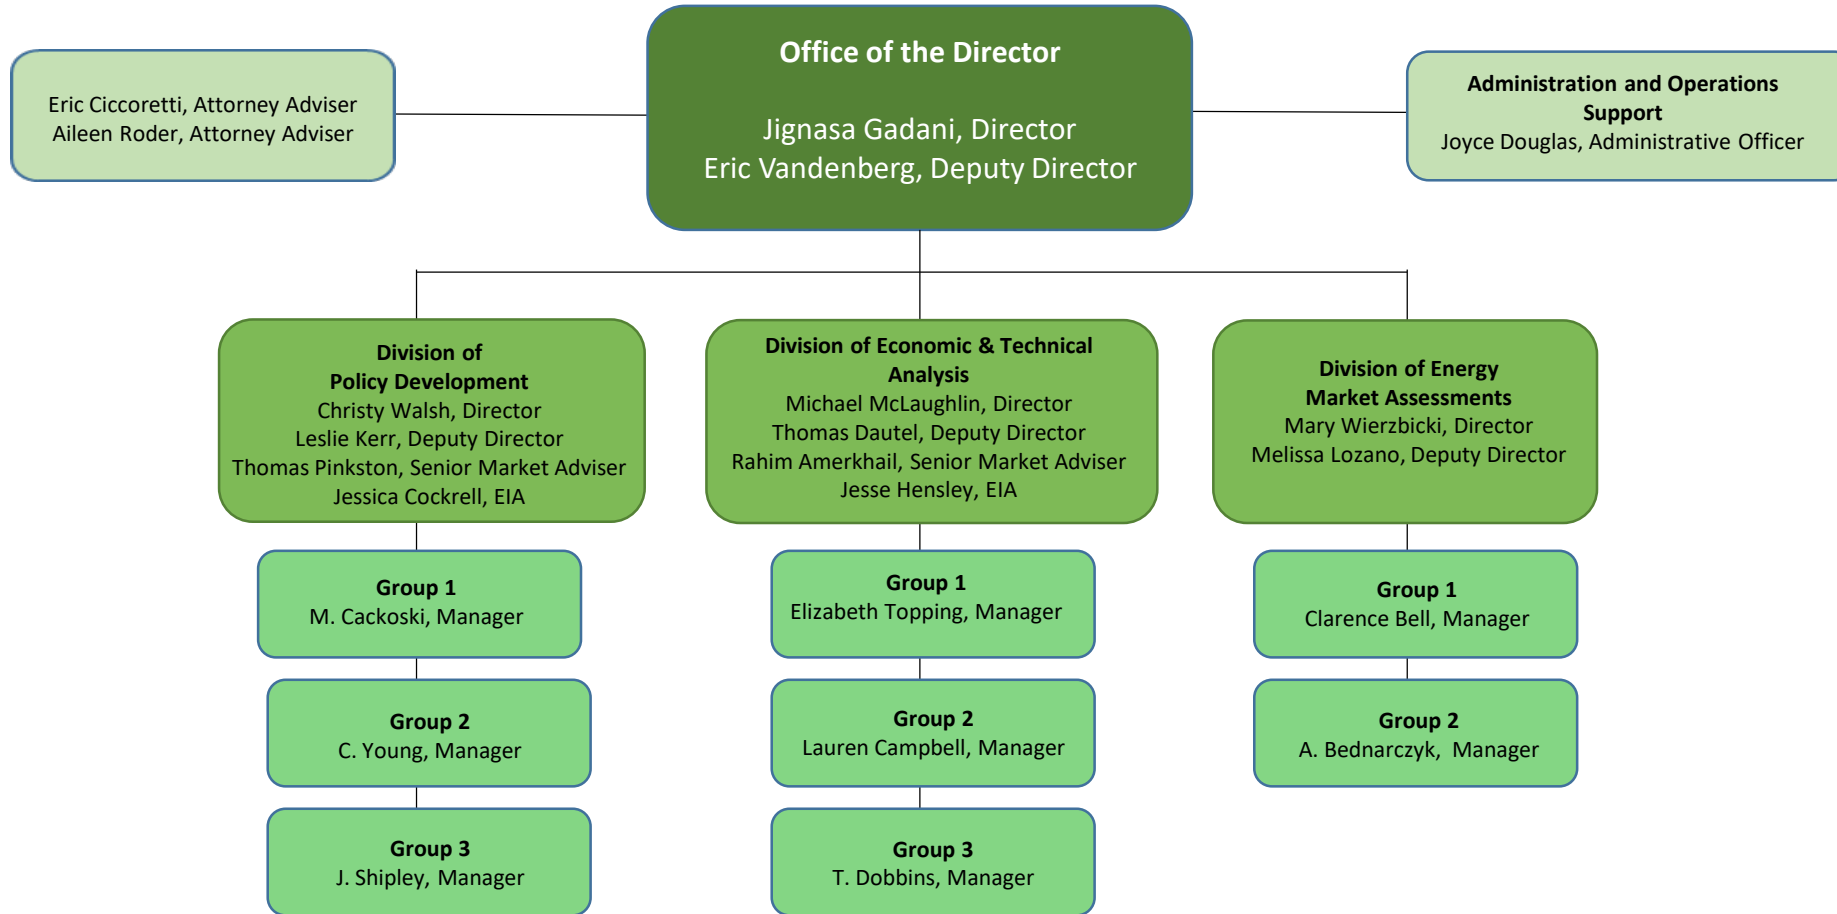 Office of the Director
Jignasa Gadani, Director
Eric Vandenberg, Deputy Director
Eric Ciccoretti, Attorney Adviser
Aileen Roder, Attorney Adviser
Administration and Operations
Support
Joyce Douglas, Administrative Officer
Division of
Policy Development
Christy Walsh, Director
Leslie Kerr, Deputy Director
Thomas Pinkston, Senior Market Adviser
Jessica Cockrell, EIA
Group 1
M. Cackoski, Manager
Group 2
C. Young, Manager
Group 3
J. Shipley, Manager
Division of Economic & Technical
Analysis
Michael McLaughlin, Director
Thomas Dautel, Deputy Director
Rahim Amerkhail, Senior Market Adviser
Jesse Hensley, EIA
Group 1
Elizabeth Topping, Manager
Group 2
Lauren Campbell, Manager
Group 3
T. Dobbins, Manager
Division of Energy
Market Assessments
Mary Wierzbicki, Director
Melissa Lozano, Deputy Director
Group 1
Clarence Bell, Manager
Group 2
A. Bednarczyk,  Manager